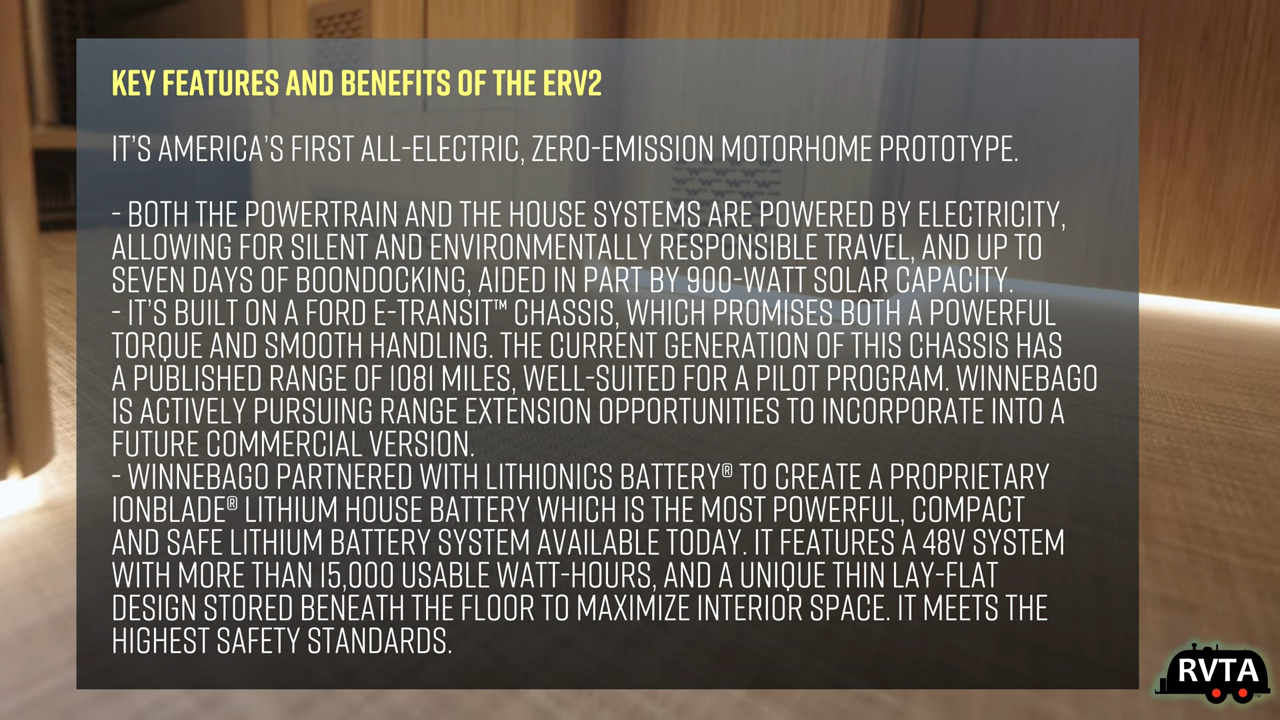 KEY FEATURES AND BENEFITS OF THE ERV2
IT'S AMERICA'S FIRST ALL-ELECTRIC, ZERO-EMISSION MOTORHOME PROTOTYPE.
- BOTH THE POWERTRAIN AND THE HOUSE SYSTEMS ARE POWERED BY ELECTRICITY,
ALLOWING FOR SILENT AND ENVIRONMENTALLY RESPONSIBLE TRAVEL, AND UP TO
SEVEN DAYS OF BOONDOCKING, AIDED IN PART BY 900-WATT SOLAR CAPACITY.
- IT'S BUILT ON A FORD E-TRANSIT™ CHASSIS, WHICH PROMISES BOTH A POWERFUL
TORQUE AND SMOOTH HANDLING. THE CURRENT GENERATION OF THIS CHASSIS HAS
A PUBLISHED RANGE OF 1081 MILES, WELL-SUITED FOR A PILOT PROGRAM. WINNEBAGO
IS ACTIVELY PURSUING RANGE EXTENSION OPPORTUNITIES TO INCORPORATE INTO A
FUTURE COMMERCIAL VERSION.
- WINNEBAGO PARTNERED WITH LITHIONICS BATTERY® TO CREATE A PROPRIETARY
IONBLADE® LITHIUM HOUSE BATTERY WHICH IS THE MOST POWERFUL, COMPACT
AND SAFE LITHIUM BATTERY SYSTEM AVAILABLE TODAY. IT FEATURES A 48V SYSTEM
WITH MORE THAN 15,000 USABLE WATT-HOURS, AND A UNIQUE THIN LAY-FLAT
DESIGN STORED BENEATH THE FLOOR TO MAXIMIZE INTERIOR SPACE. IT MEETS THE
HIGHEST SAFETY STANDARDS.
RVTA